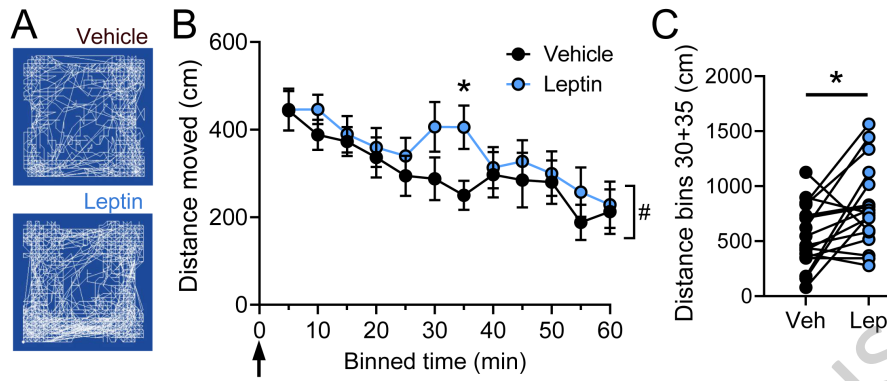 A
Vehicle
Leptin
B
Distance moved (cm)
600
400
200
0
0
10
20
30
40
50
60
Binned time (min)
Vehicle
Leptin
*
#
C
Distance bins 30+35 (cm)
2000
1500
1000
500
0
*
Veh
Lep
us